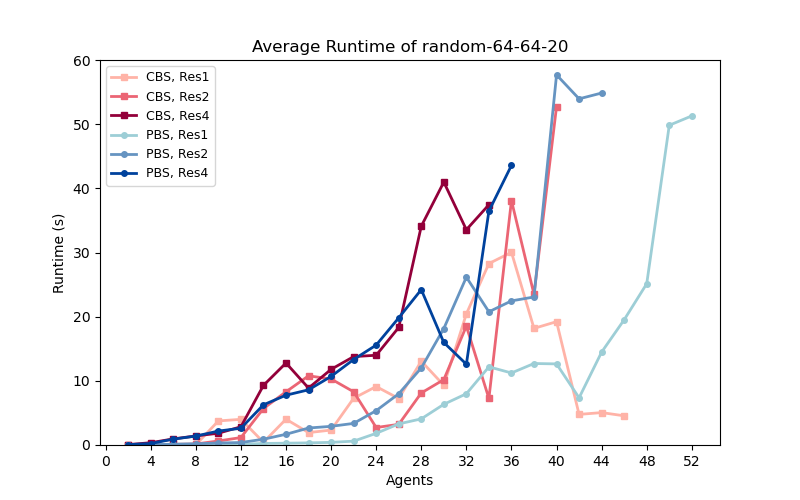 Average Runtime of random-64-64-20
60
50
40
30
20
10
0
Runtime (s)
CBS, Res1
CBS, Res2
CBS, Res4
PBS, Res1
PBS, Res2
PBS, Res4
0 4 8 12 16 20 24 28 32 36 40 44 48 52
Agents